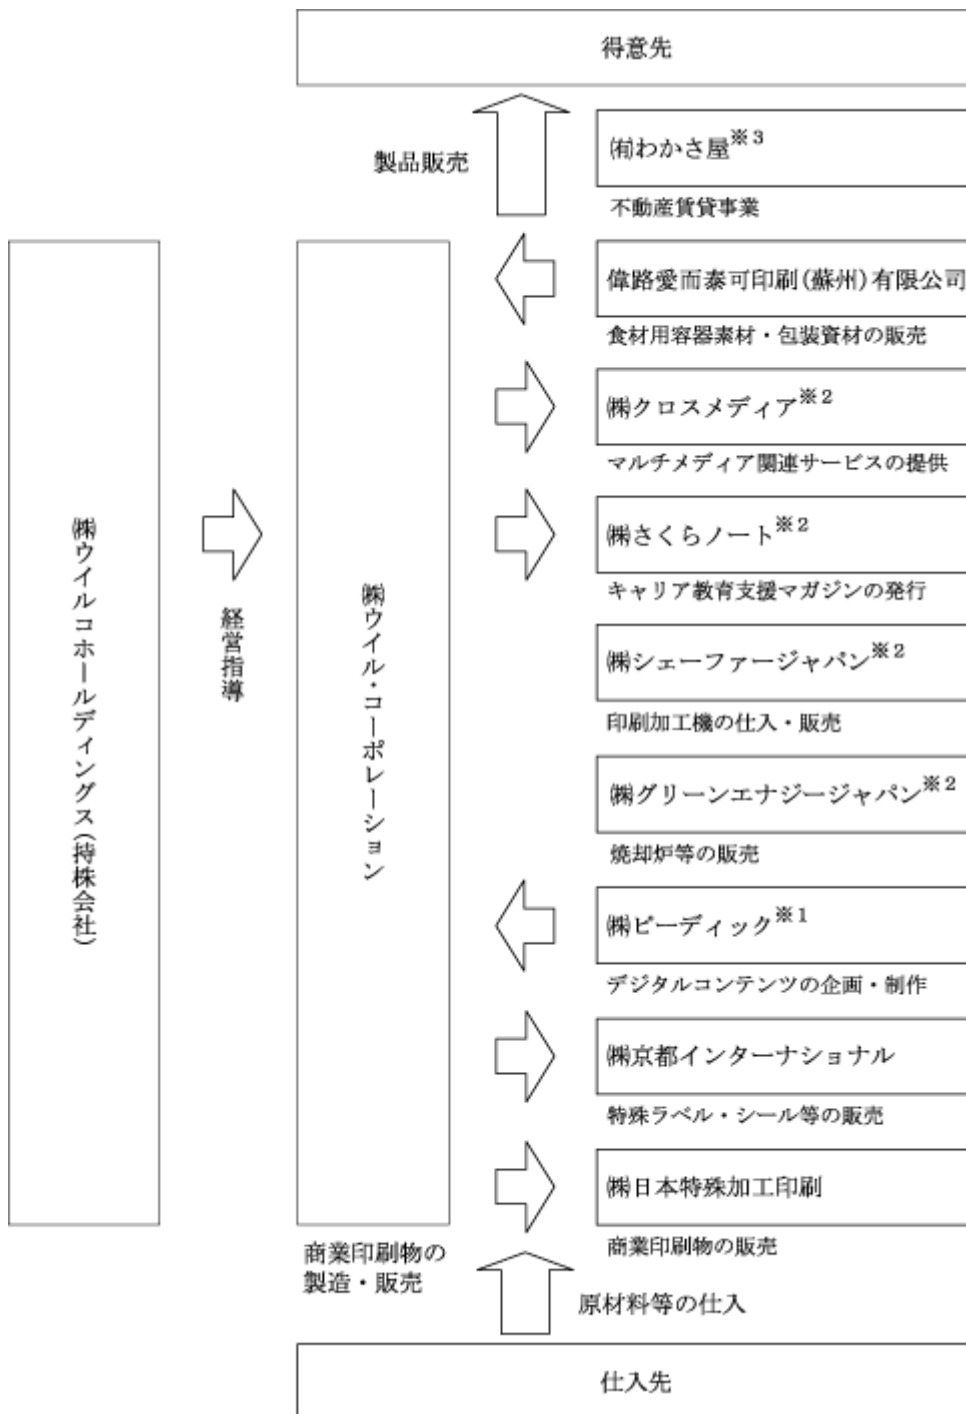 得意先
製品販売
㈲わかさ屋※3
不動産賃貸事業
偉路愛而泰可印刷(蘇州)有限公司
食材用容器素材・包装資材の販売
㈱クロスメディア※2
マルチメディア関連サービスの提供
㈱さくらノート※2
キャリア教育支援マガジンの発行
㈱シェーファージャパン※2
印刷加工機の仕入・販売
㈱グリーンエナジージャパン※2
焼却炉等の販売
㈱ピーディック※1
デジタルコンテンツの企画・制作
㈱京都インターナショナル
特殊ラベル・シール等の販売
㈱日本特殊加工印刷
商業印刷物の販売
㈱ウイルコホールディングス(持株会社)
経営指導
㈱ウイル・コーポレーション
商業印刷物の
製造・販売
原材料等の仕入
仕入先